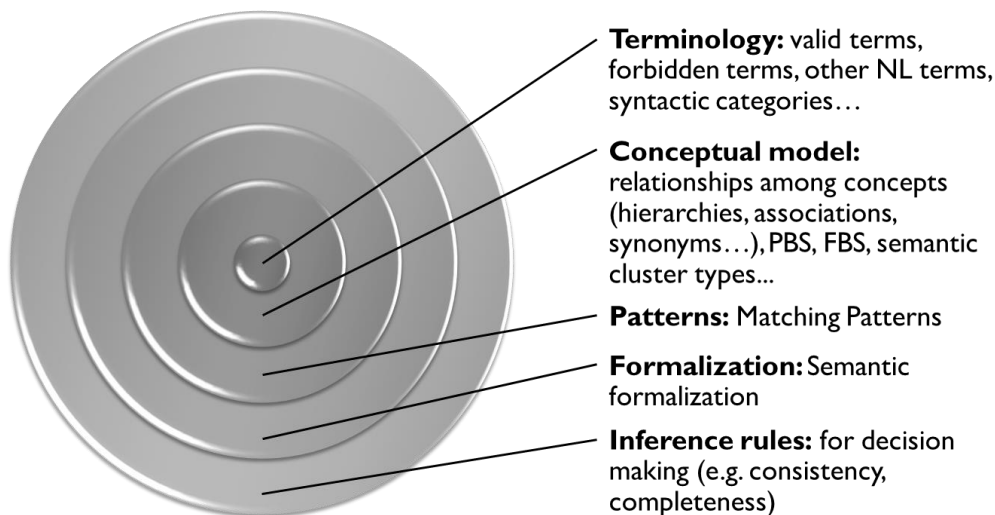 Terminology: valid terms,
forbidden terms, other NL terms,
syntactic categories…
Conceptual model:
relationships among concepts
(hierarchies, associations,
synonyms…), PBS, FBS, semantic
cluster types...
Patterns: Matching Patterns
Formalization: Semantic
formalization
Inference rules: for decision
making (e.g. consistency,
completeness)